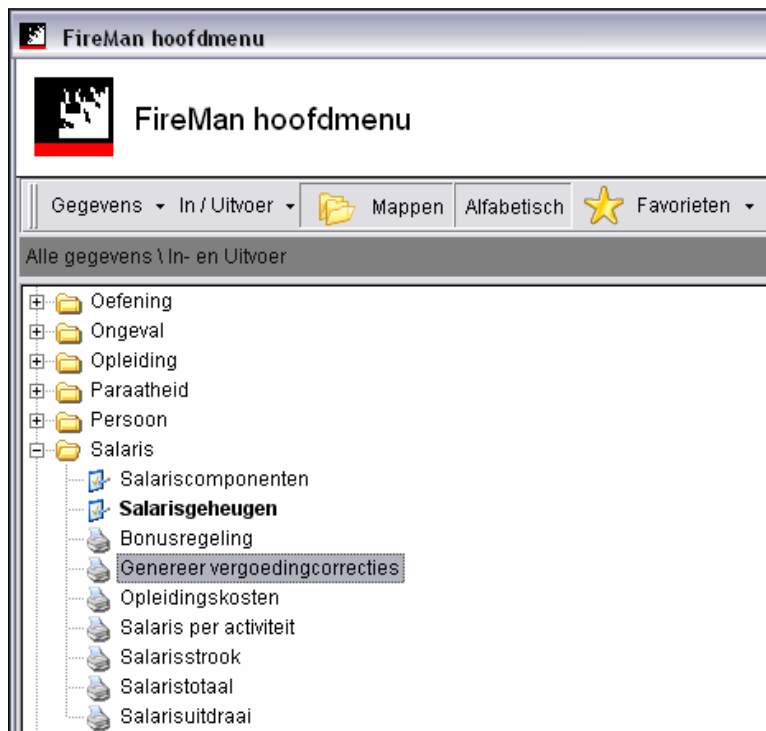 FireMan hoofdmenu
FireMan hoofdmenu
Gegevens In / Uitvoer Mappen Alfabetisch Favorieten
Alle gegevens \ In- en Uitvoer
Oefening
Ongeval
Opleiding
Paraatheid
Persoon
Salaris
Salariscomponenten
Salarisgeheugen
Bonusregeling
Genereer vergoedingcorrecties
Opleidingskosten
Salaris per activiteit
Salarisstrook
Salaristotaal
Salarisuitdraai